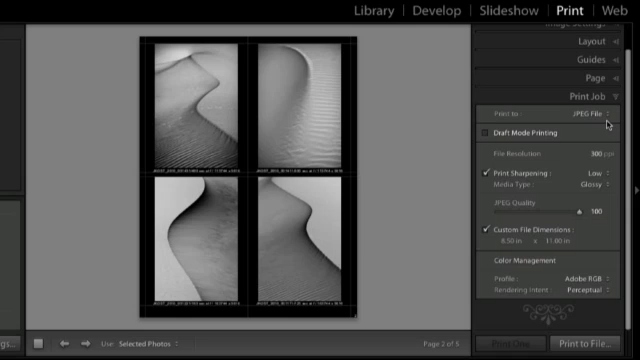 Library | Develop | Slideshow | Print | Web
Layout
Guides
Page
Print Job
Print to : JPEG File
Draft Mode Printing
File Resolution 300 ppi
Print Sharpening : Low
Media Type : Glossy
JPEG Quality
100
Custom File Dimensions :
8.50 in x 11.00 in
Color Management
Profile : Adobe RGB
Rendering Intent : Perceptual
Use Selected Photos
Page 2 of 5
Print One
Print to File...